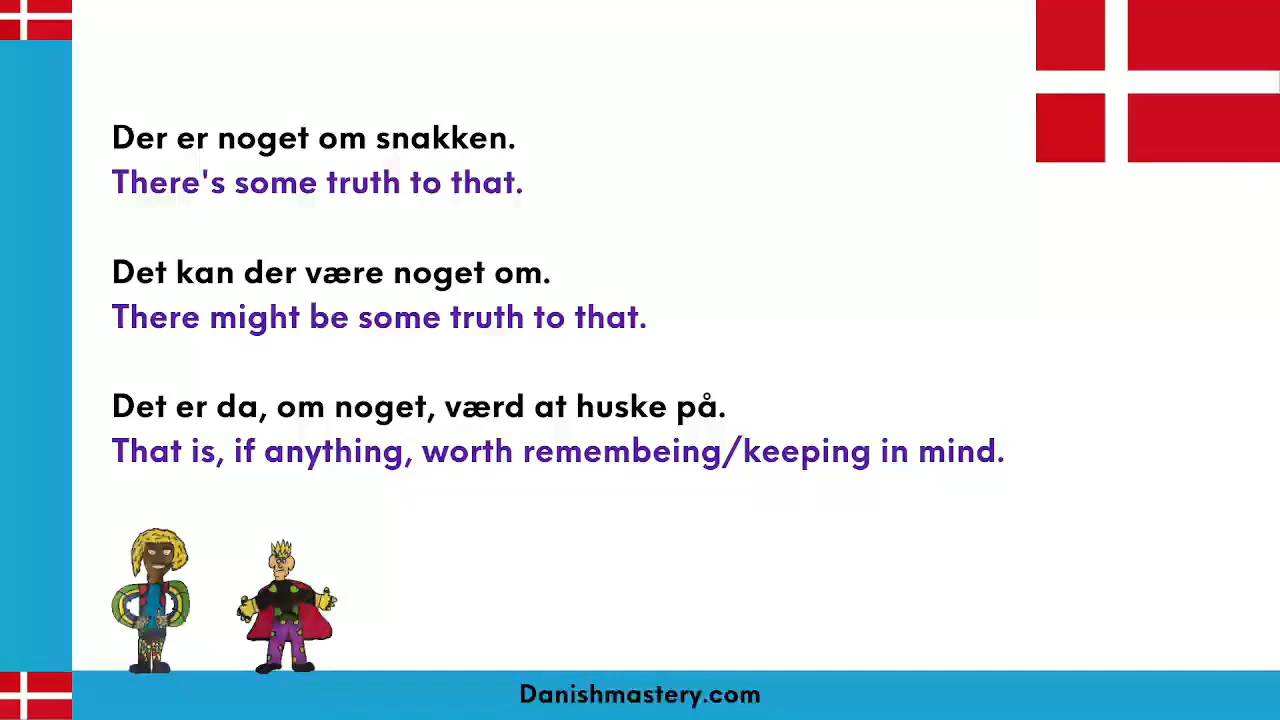 Der er noget om snakken.
There's some truth to that.
Det kan der være noget om.
There might be some truth to that.
Det er da, om noget, værd at huske på.
That is, if anything, worth remembeing/keeping in mind.
Danishmastery.com